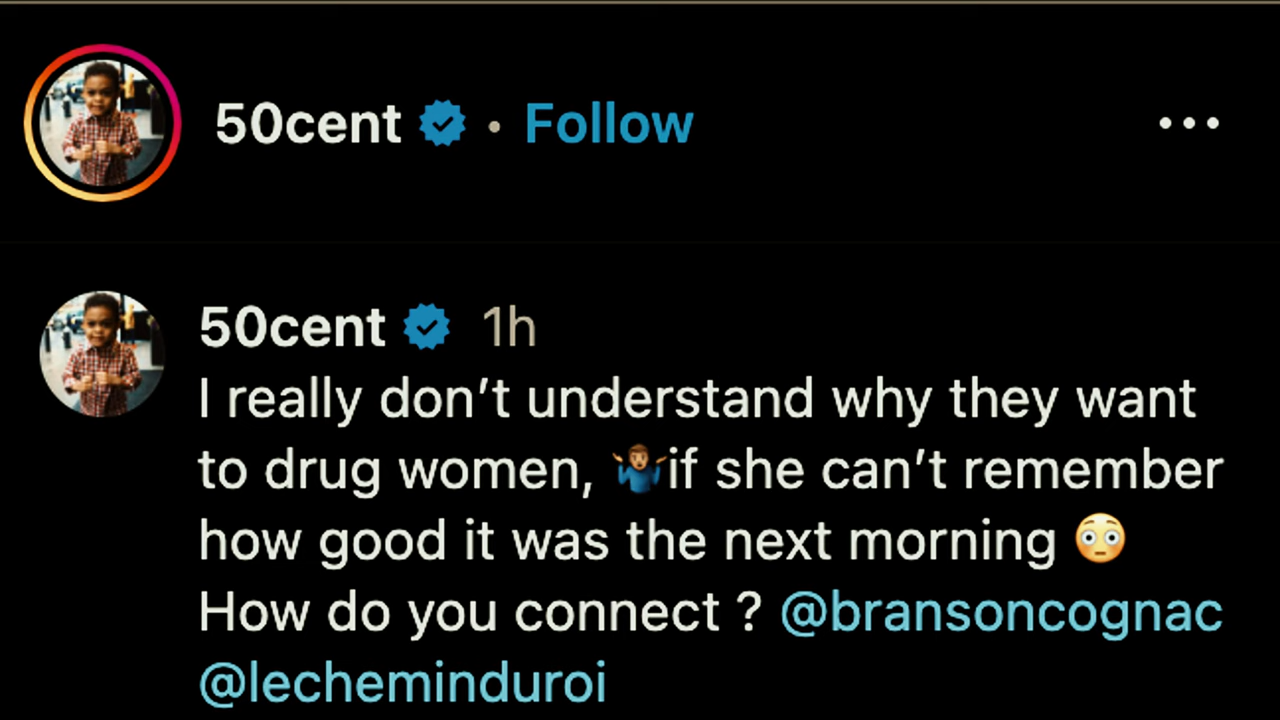 50cent • Follow
50cent 1h
I really don’t understand why they want
to drug women, 🤷🏽‍♂️if she can’t remember
how good it was the next morning 😳
How do you connect ? @bransoncognac
@lecheminduroi